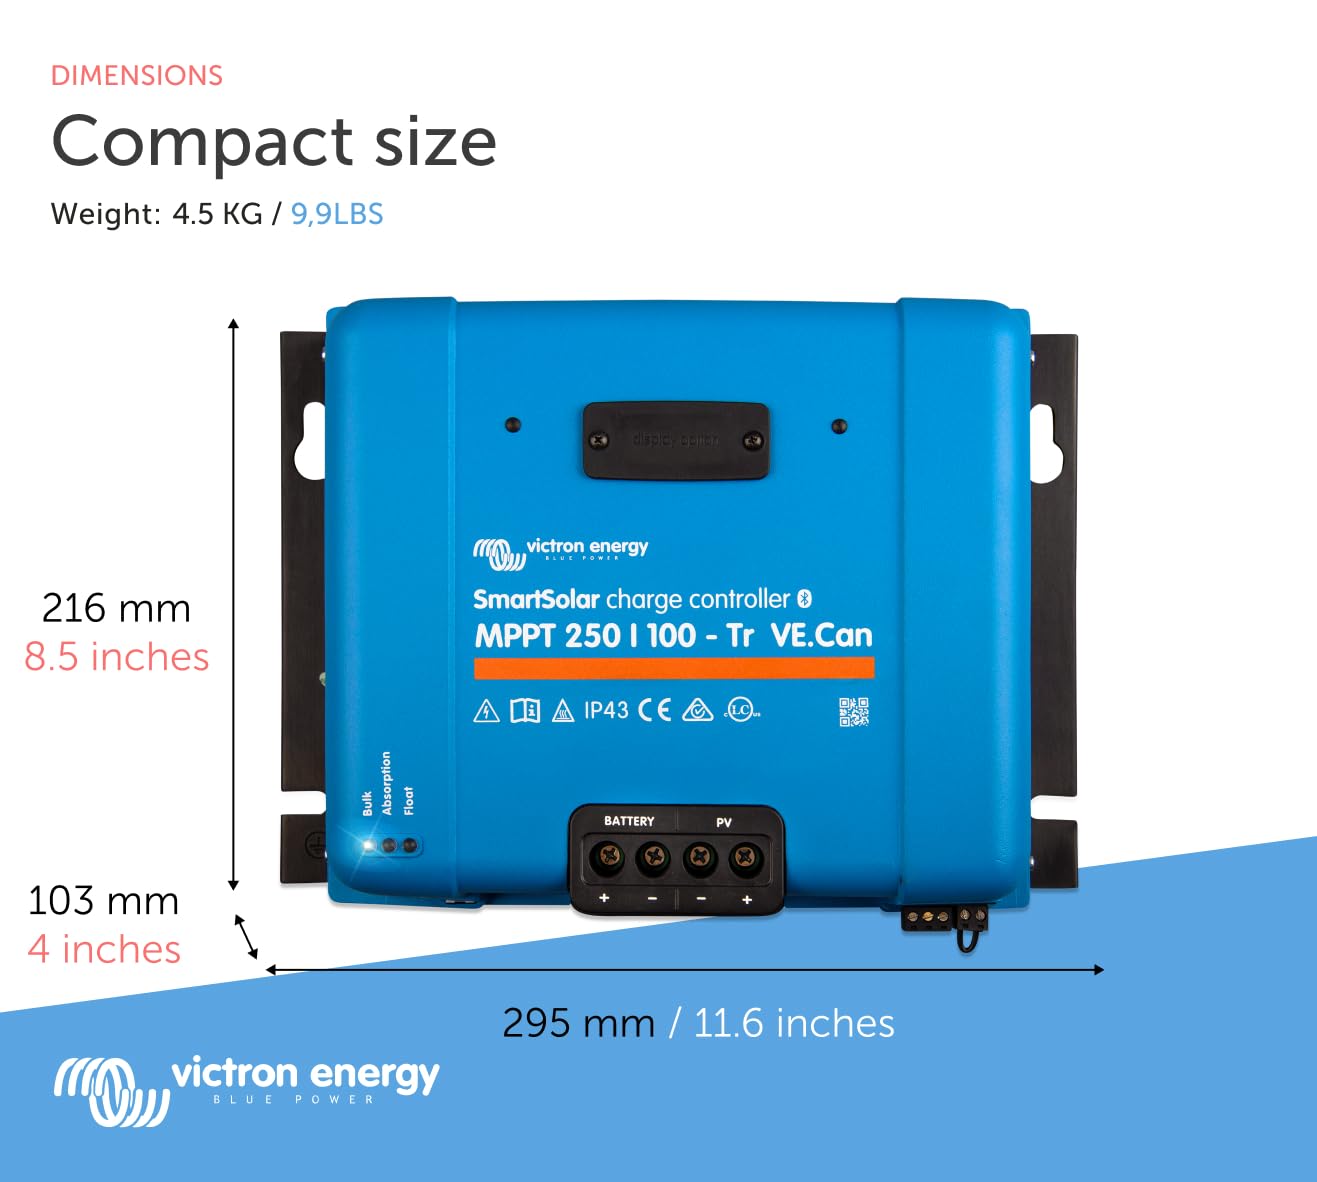 DIMENSIONS
Compact size
Weight: 4.5 KG / 9,9LBS
display option
victron energy
BLUE POWER
SmartSolar charge controller
MPPT 250 | 100 - Tr VE.Can
IP43 CE
c LC us
Bulk
Absorption
Float
BATTERY PV
+ − − +
216 mm
8.5 inches
103 mm
4 inches
295 mm / 11.6 inches
victron energy
BLUE POWER